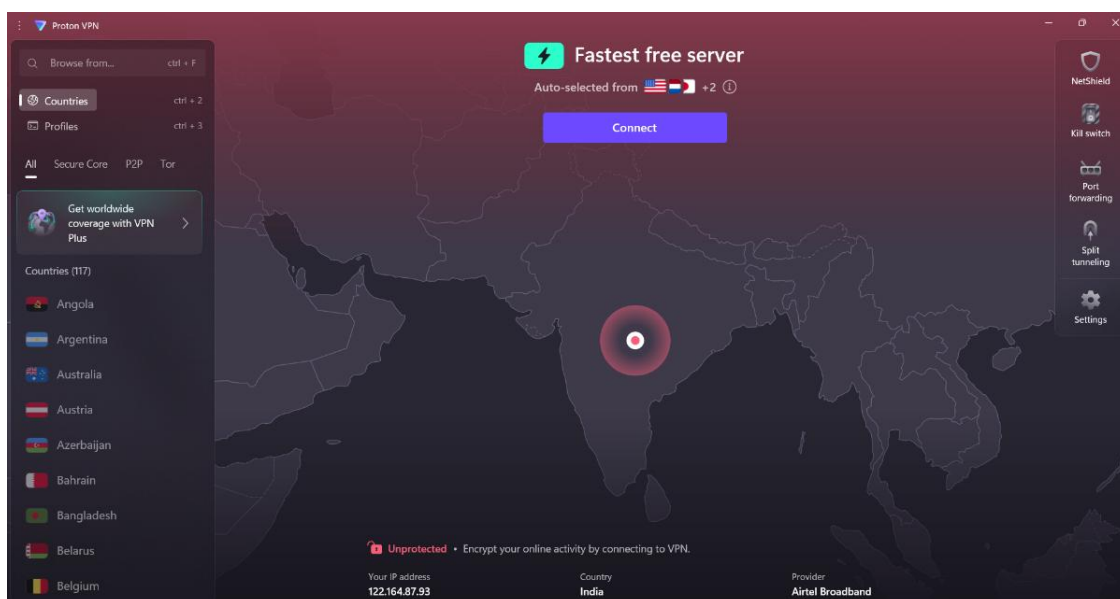 Proton VPN
Browse from...
ctrl + F
Countries
ctrl + 2
Profiles
ctrl + 3
All
Secure Core
P2P
Tor
Get worldwide
coverage with VPN
Plus
Countries (117)
Angola
Argentina
Australia
Austria
Azerbaijan
Bahrain
Bangladesh
Belarus
Belgium
Fastest free server
Auto-selected from
+2
Connect
Unprotected • Encrypt your online activity by connecting to VPN.
Your IP address
122.164.87.93
Country
India
Provider
Airtel Broadband
NetShield
Kill switch
Port
forwarding
Split
tunneling
Settings